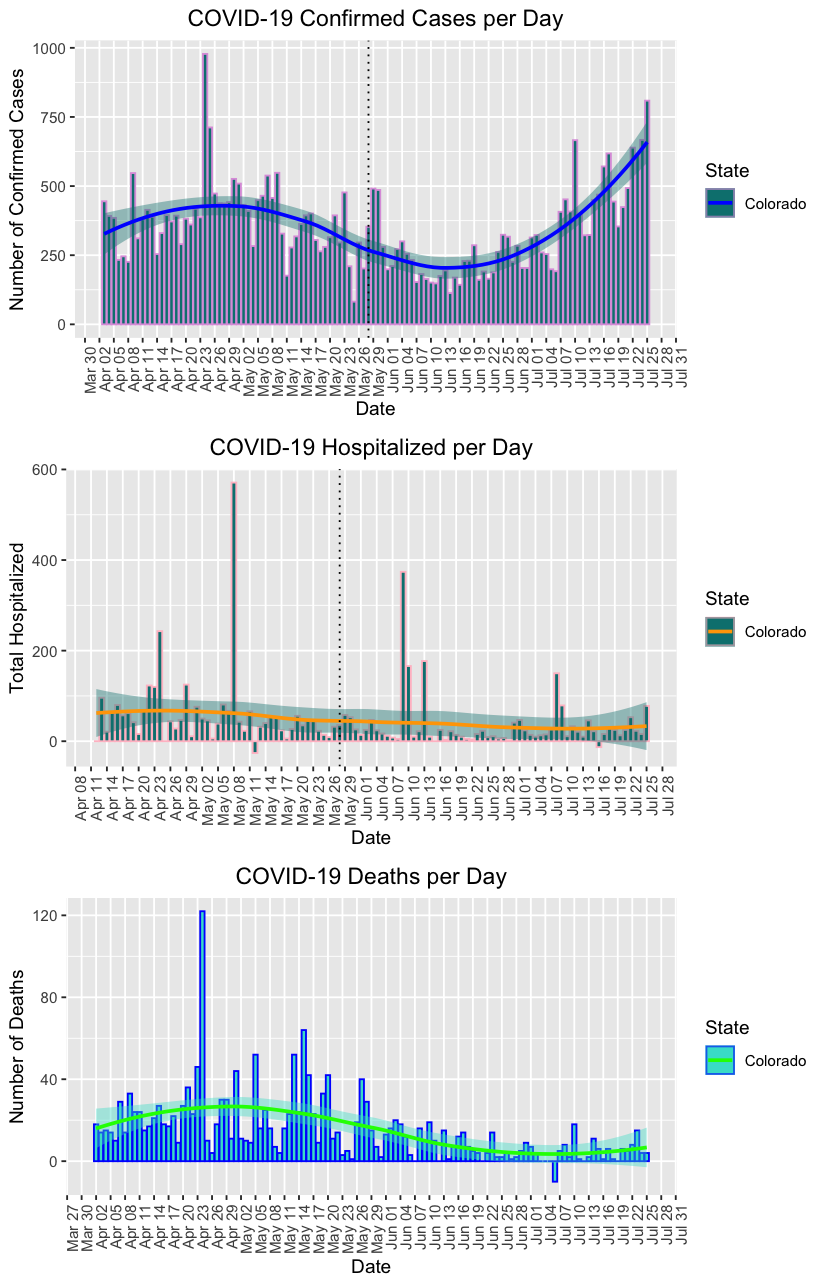 COVID-19 Confirmed Cases per Day
Number of Confirmed Cases
1000
750
500
250
0
Mar 30
Apr 02
Apr 05
Apr 08
Apr 11
Apr 14
Apr 17
Apr 20
Apr 23
Apr 26
Apr 29
May 02
May 05
May 08
May 11
May 14
May 17
May 20
May 23
May 26
May 29
Jun 01
Jun 04
Jun 07
Jun 10
Jun 13
Jun 16
Jun 19
Jun 22
Jun 25
Jun 28
Jul 01
Jul 04
Jul 07
Jul 10
Jul 13
Jul 16
Jul 19
Jul 22
Jul 25
Jul 28
Jul 31
Date
State
Colorado
COVID-19 Hospitalized per Day
Total Hospitalized
600
400
200
0
Apr 08
Apr 11
Apr 14
Apr 17
Apr 20
Apr 23
Apr 26
Apr 29
May 02
May 05
May 08
May 11
May 14
May 17
May 20
May 23
May 26
May 29
Jun 01
Jun 04
Jun 07
Jun 10
Jun 13
Jun 16
Jun 19
Jun 22
Jun 25
Jun 28
Jul 01
Jul 04
Jul 07
Jul 10
Jul 13
Jul 16
Jul 19
Jul 22
Jul 25
Jul 28
Date
State
Colorado
COVID-19 Deaths per Day
Number of Deaths
120
80
40
0
Mar 27
Mar 30
Apr 02
Apr 05
Apr 08
Apr 11
Apr 14
Apr 17
Apr 20
Apr 23
Apr 26
Apr 29
May 02
May 05
May 08
May 11
May 14
May 17
May 20
May 23
May 26
May 29
Jun 01
Jun 04
Jun 07
Jun 10
Jun 13
Jun 16
Jun 19
Jun 22
Jun 25
Jun 28
Jul 01
Jul 04
Jul 07
Jul 10
Jul 13
Jul 16
Jul 19
Jul 22
Jul 25
Jul 28
Jul 31
Date
State
Colorado